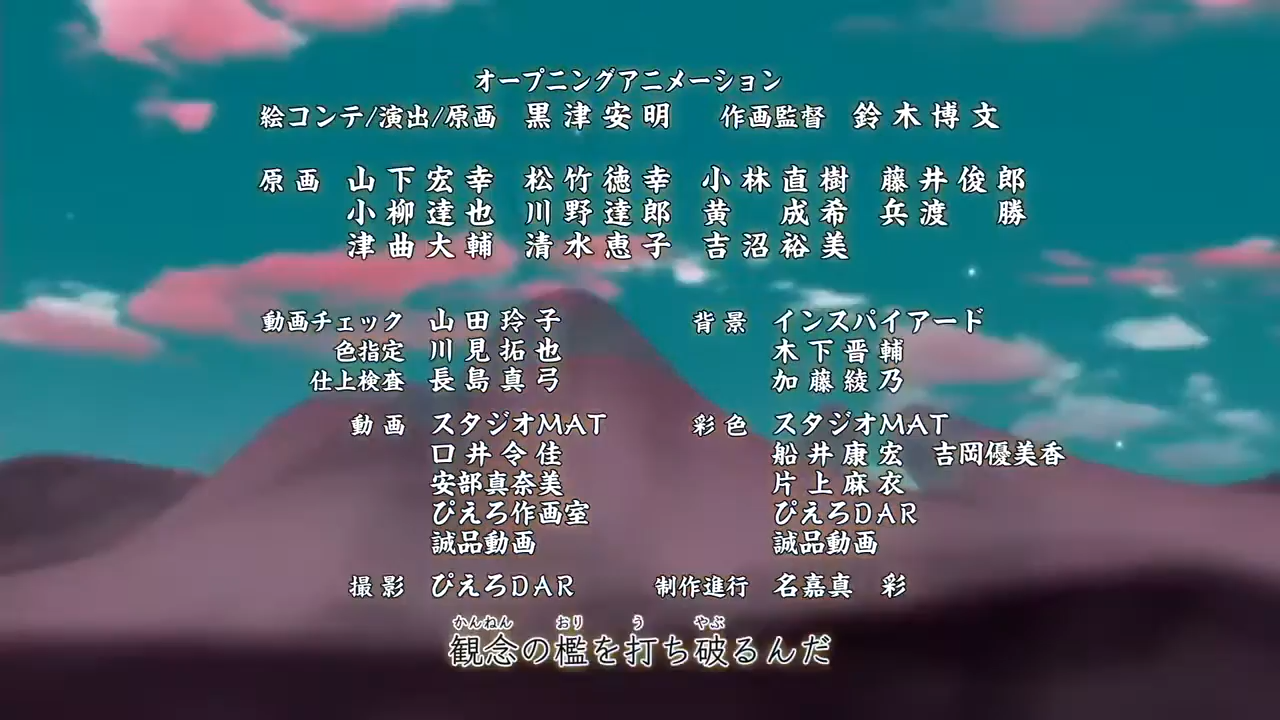 オープニングアニメーション
絵コンテ/演出/原画 黒津安明 作画監督 鈴木博文
原画 山下宏幸 松竹徳幸 小林直樹 藤井俊郎
小柳達也 川野達郎 黄 成希 兵渡 勝
津曲大輔 清水恵子 吉沼裕美
動画チェック 山田玲子 背景 インスパイアード
色指定 川見拓也 木下晋輔
仕上検査 長島真弓 加藤綾乃
動画 スタジオMAT 彩色 スタジオMAT
口井令佳 船井康宏 吉岡優美香
安部真奈美 片上麻衣
ぴえろ作画室 ぴえろDAR
誠品動画 誠品動画
撮影 ぴえろDAR 制作進行 名嘉真 彩
かんねん おり う やぶ
観念の檻を打ち破るんだ